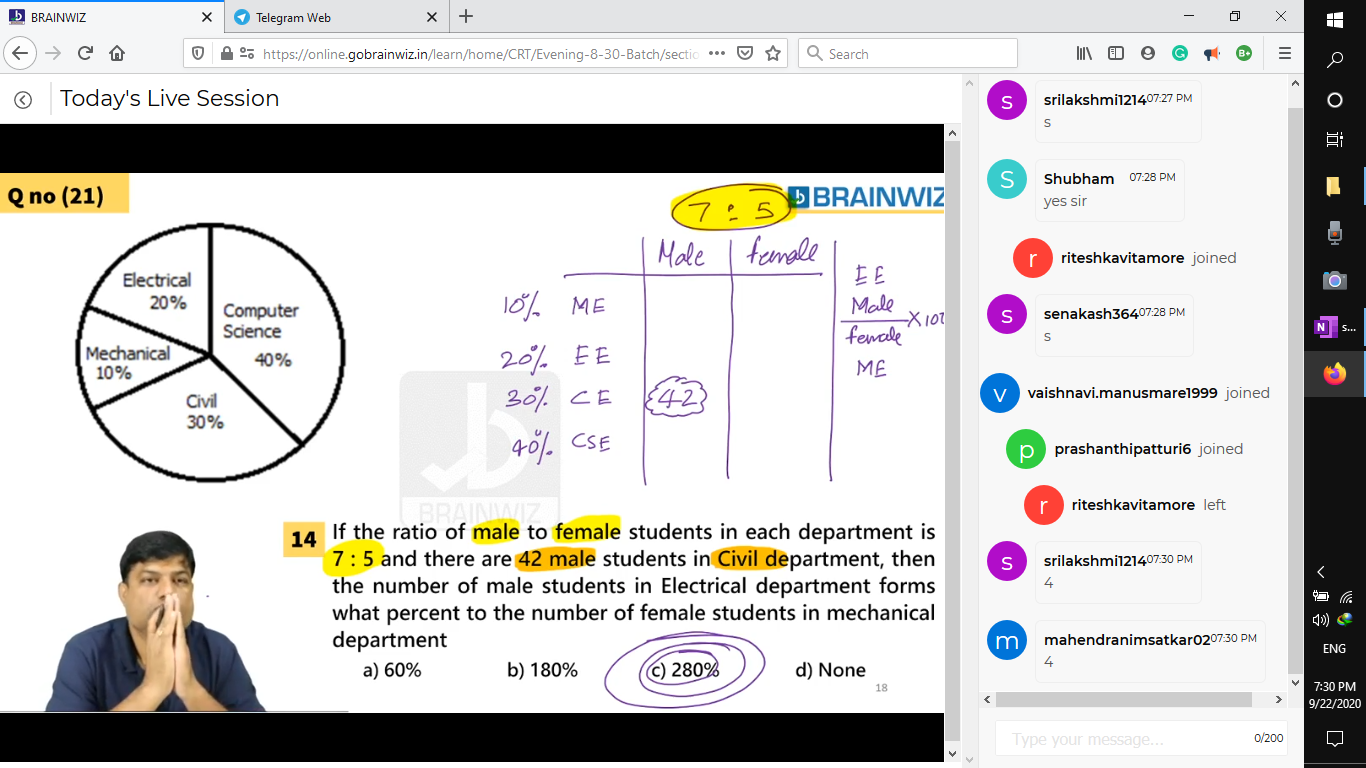 BRAINWIZ
Telegram Web
https://online.gobrainwiz.in/learn/home/CRT/Evening-8-30-Batch/sectio
Search
Today's Live Session
Q no (21)
7 : 5
BRAINWIZ
Electrical
20%
Computer
Science
40%
Mechanical
10%
Civil
30%
Male Female
10% ME
20% EE
30% CE 42
40% CSE
EE
Male
Female
X 100
ME
BRAINWIZ
14
If the ratio of male to female students in each department is
7 : 5 and there are 42 male students in Civil department, then
the number of male students in Electrical department forms
what percent to the number of female students in mechanical
department
a) 60% b) 180% c) 280% d) None
18
s
srilakshmi1214 07:27 PM
s
S
Shubham 07:28 PM
yes sir
r
riteshkavitamore joined
s
senakash364 07:28 PM
s
v
vaishnavi.manusmare1999 joined
p
prashanthipatturi6 joined
r
riteshkavitamore left
s
srilakshmi1214 07:30 PM
4
m
mahendranimsatkar02 07:30 PM
4
Type your message...
0/200
B+
N
s...
ENG
7:30 PM
9/22/2020